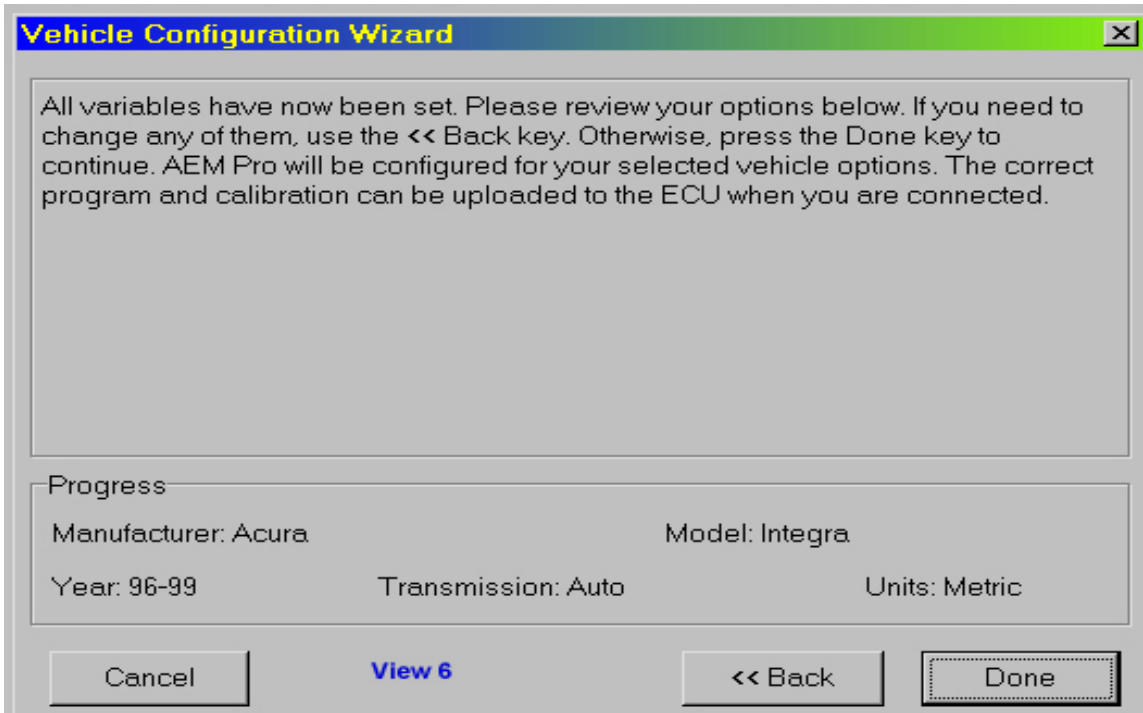 Vehicle Configuration Wizard
All variables have now been set. Please review your options below. If you need to
change any of them, use the << Back key. Otherwise, press the Done key to
continue. AEM Pro will be configured for your selected vehicle options. The correct
program and calibration can be uploaded to the ECU when you are connected.
Progress
Manufacturer: Acura Model: Integra
Year: 96-99 Transmission: Auto Units: Metric
Cancel View 6 << Back Done